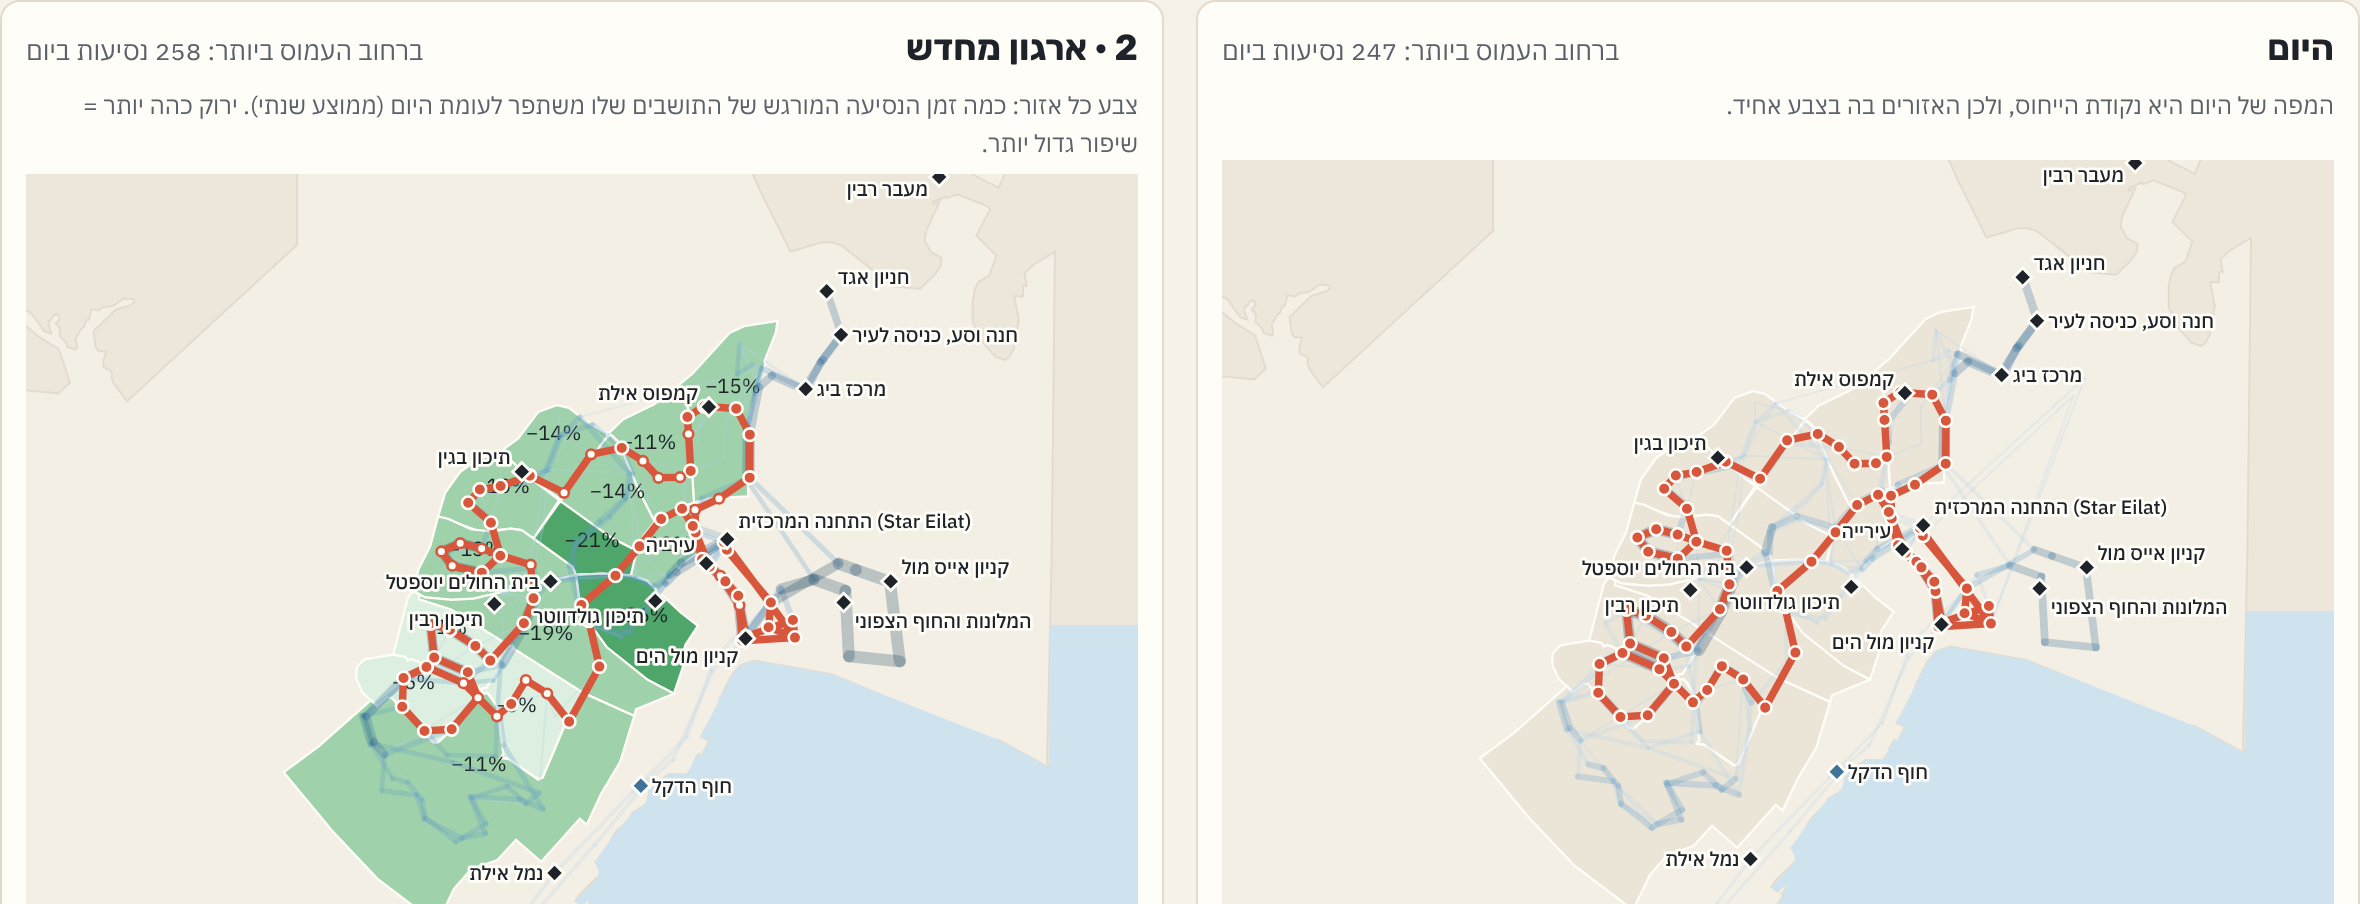 היום
ברחוב העמוס ביותר: 247 נסיעות ביום
המפה של היום היא נקודת הייחוס, ולכן האזורים בה בצבע אחיד.
מעבר רבין
חניון אגד
חנה וסע, כניסה לעיר
מרכז ביג
קמפוס אילת
תיכון בגין
התחנה המרכזית (Star Eilat)
עירייה
קניון אייס מול
בית החולים יוספטל
המלונות והחוף הצפוני
תיכון גולדווטר
תיכון רבין
קניון מול הים
חוף הדקל
נמל אילת
2 • ארגון מחדש
ברחוב העמוס ביותר: 258 נסיעות ביום
צבע כל אזור: כמה זמן הנסיעה המורגש של התושבים שלו משתפר לעומת היום (ממוצע שנתי). ירוק כהה יותר =
שיפור גדול יותר.
מעבר רבין
חניון אגד
חנה וסע, כניסה לעיר
מרכז ביג
קמפוס אילת
−15%
−14%
−11%
תיכון בגין
−14%
התחנה המרכזית (Star Eilat)
−21%
עירייה
קניון אייס מול
בית החולים יוספטל
תיכון גולדווטר
המלונות והחוף הצפוני
תיכון רבין
−19%
קניון מול הים
−11%
חוף הדקל
נמל אילת